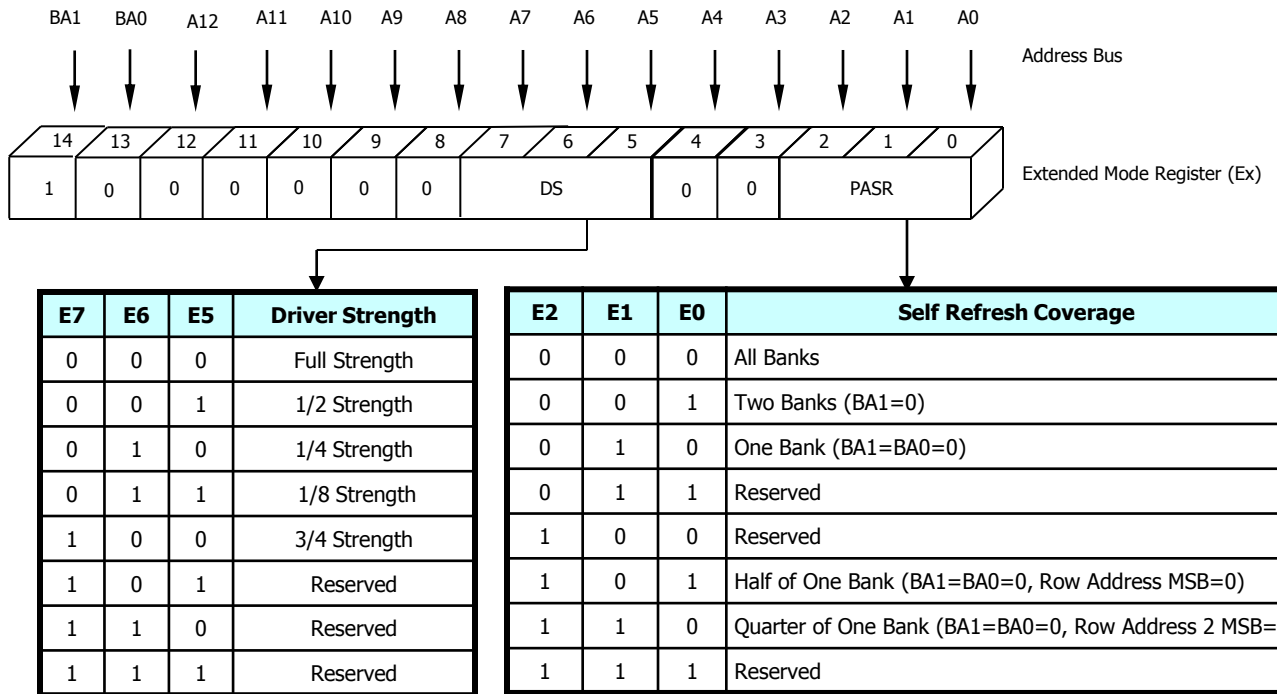 BA1 BA0 A12 A11 A10 A9 A8 A7 A6 A5 A4 A3 A2 A1 A0
Address Bus
14 13 12 11 10 9 8 7 6 5 4 3 2 1 0
1 0 0 0 0 0 0 DS 0 0 PASR
Extended Mode Register (Ex)
E7 E6 E5 Driver Strength
0 0 0 Full Strength
0 0 1 1/2 Strength
0 1 0 1/4 Strength
0 1 1 1/8 Strength
1 0 0 3/4 Strength
1 0 1 Reserved
1 1 0 Reserved
1 1 1 Reserved
E2 E1 E0 Self Refresh Coverage
0 0 0 All Banks
0 0 1 Two Banks (BA1=0)
0 1 0 One Bank (BA1=BA0=0)
0 1 1 Reserved
1 0 0 Reserved
1 0 1 Half of One Bank (BA1=BA0=0, Row Address MSB=0)
1 1 0 Quarter of One Bank (BA1=BA0=0, Row Address 2 MSB=
1 1 1 Reserved